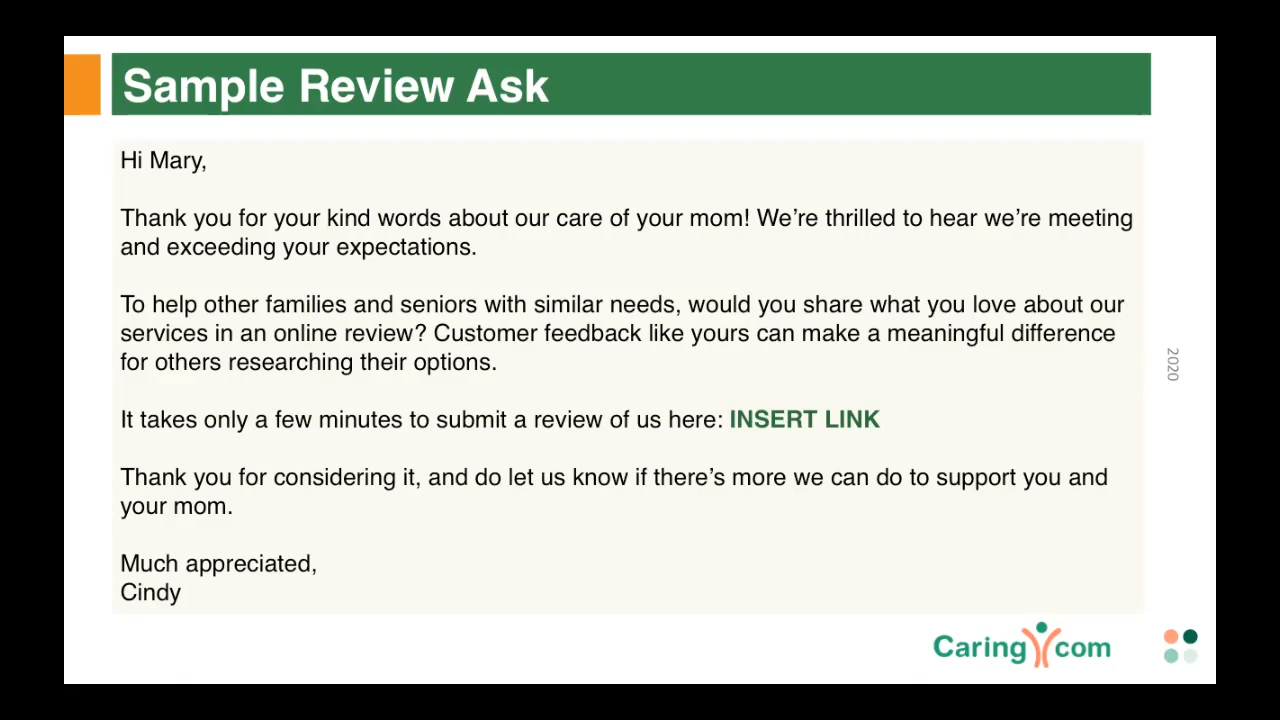 Sample Review Ask
Hi Mary,
Thank you for your kind words about our care of your mom! We’re thrilled to hear we’re meeting
and exceeding your expectations.
To help other families and seniors with similar needs, would you share what you love about our
services in an online review? Customer feedback like yours can make a meaningful difference
for others researching their options.
It takes only a few minutes to submit a review of us here: INSERT LINK
Thank you for considering it, and do let us know if there’s more we can do to support you and
your mom.
Much appreciated,
Cindy
2020
Caring com